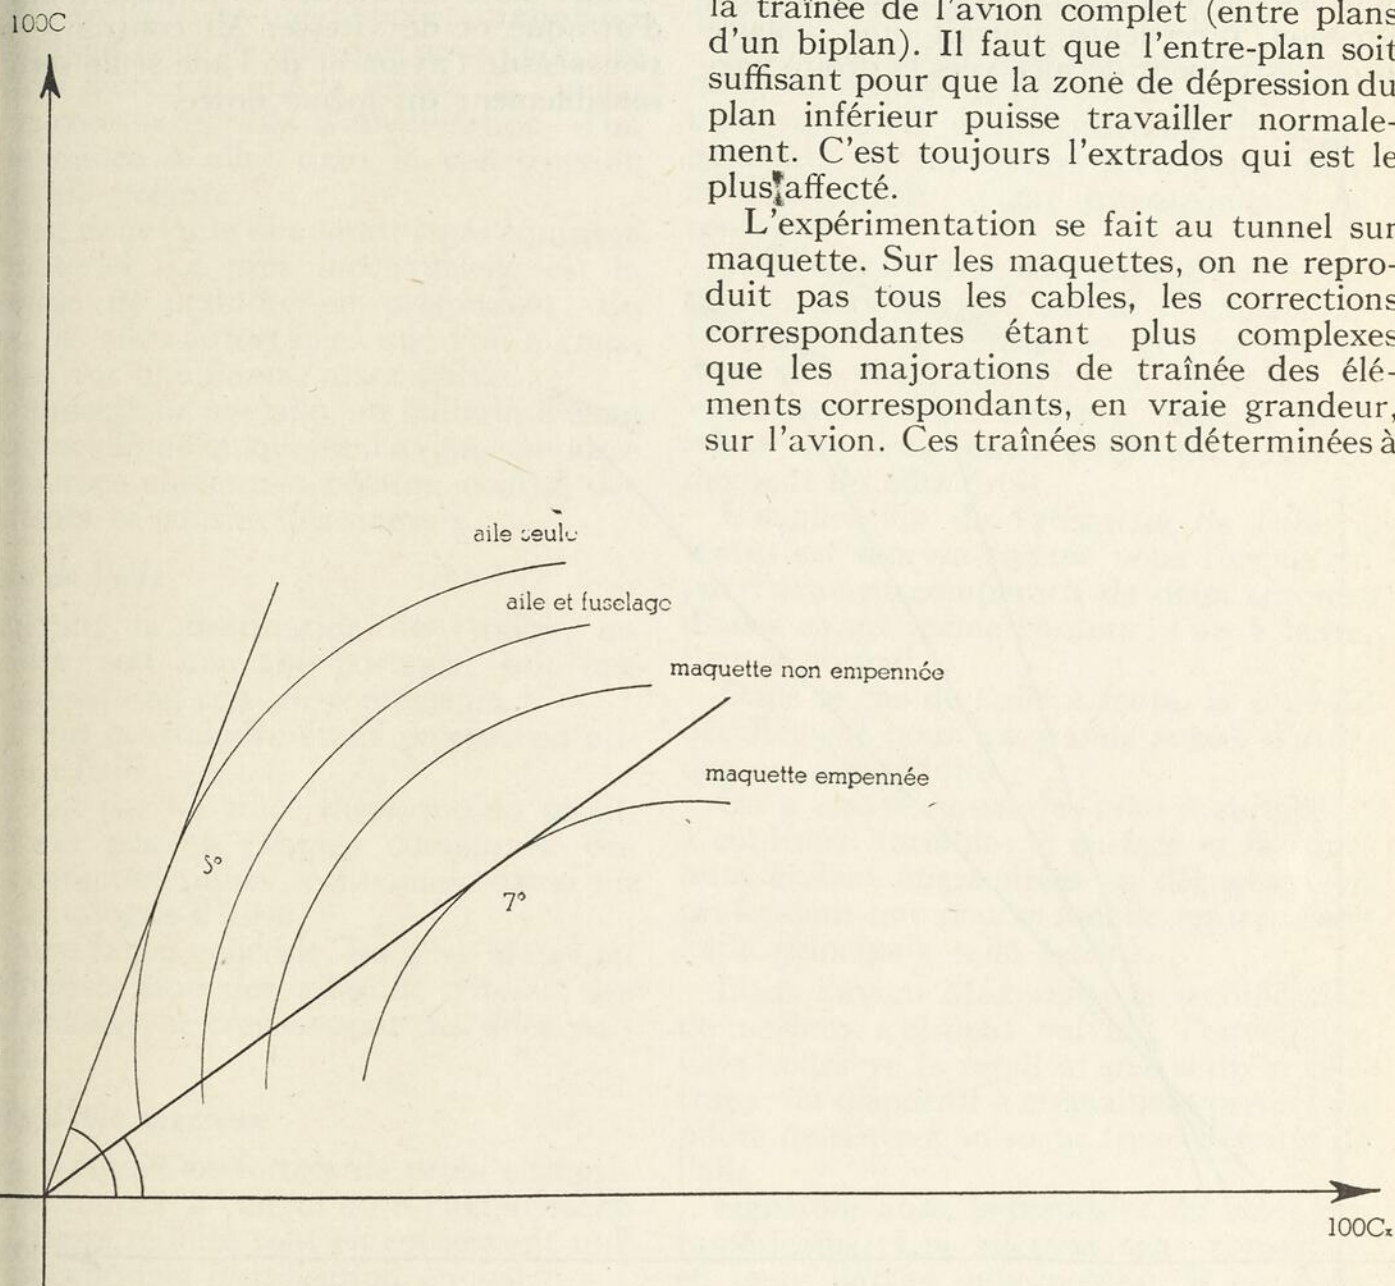 100C
la traînée de l'avion complet (entre plans
d'un biplan). Il faut que l'entre-plan soit
suffisant pour que la zone de dépression du
plan inférieur puisse travailler normale-
ment. C'est toujours l'extrados qui est le
plus affecté.
L'expérimentation se fait au tunnel sur
maquette. Sur les maquettes, on ne repro-
duit pas tous les cables, les corrections
correspondantes étant plus complexes
que les majorations de traînée des élé-
ments correspondants, en vraie grandeur,
sur l'avion. Ces traînées sont déterminées à
aile seule
aile et fuselage
maquette non empennée
maquette empennée
5°
7°
100Cx